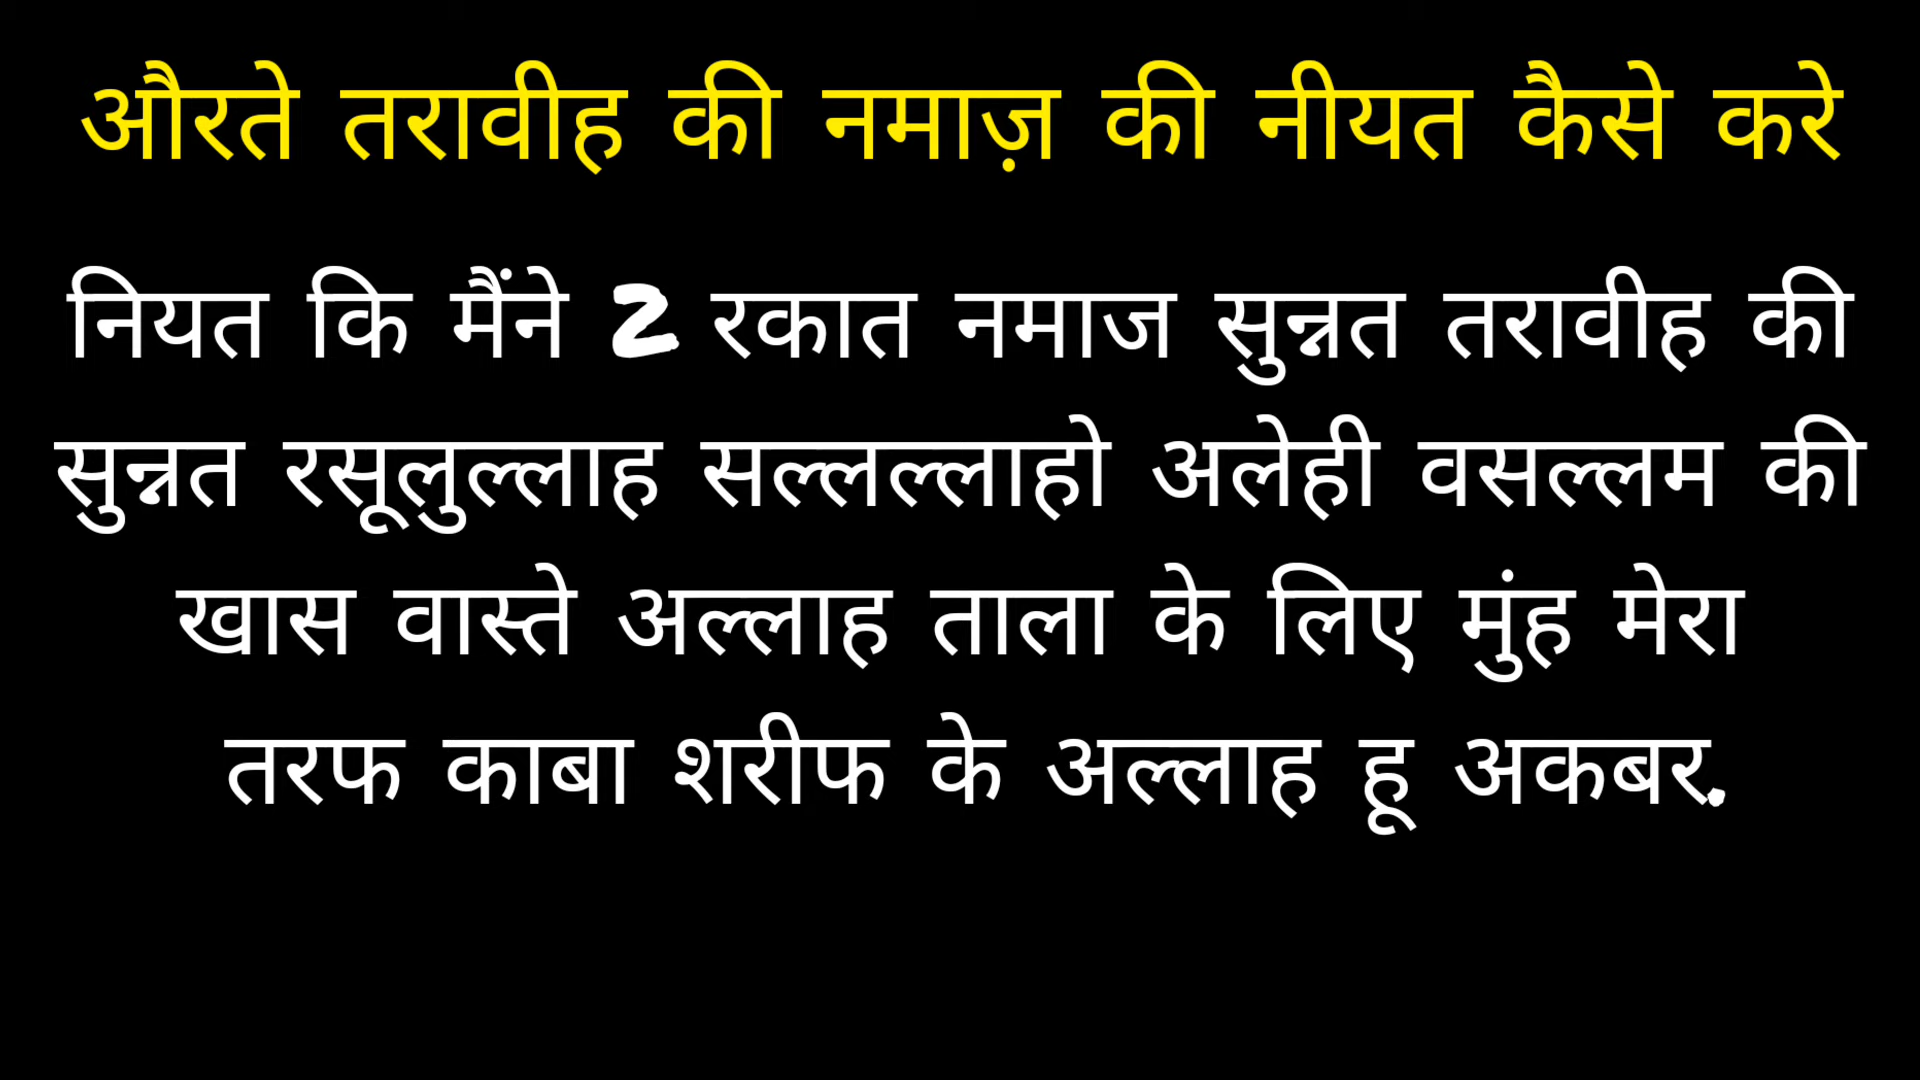 औरते तरावीह की नमाज़ की नीयत कैसे करे
नियत कि मैंने 2 रकात नमाज सुन्नत तरावीह की
सुन्नत रसूलुल्लाह सल्लल्लाहो अलेही वसल्लम की
खास वास्ते अल्लाह ताला के लिए मुंह मेरा
तरफ काबा शरीफ के अल्लाह हू अकबर.